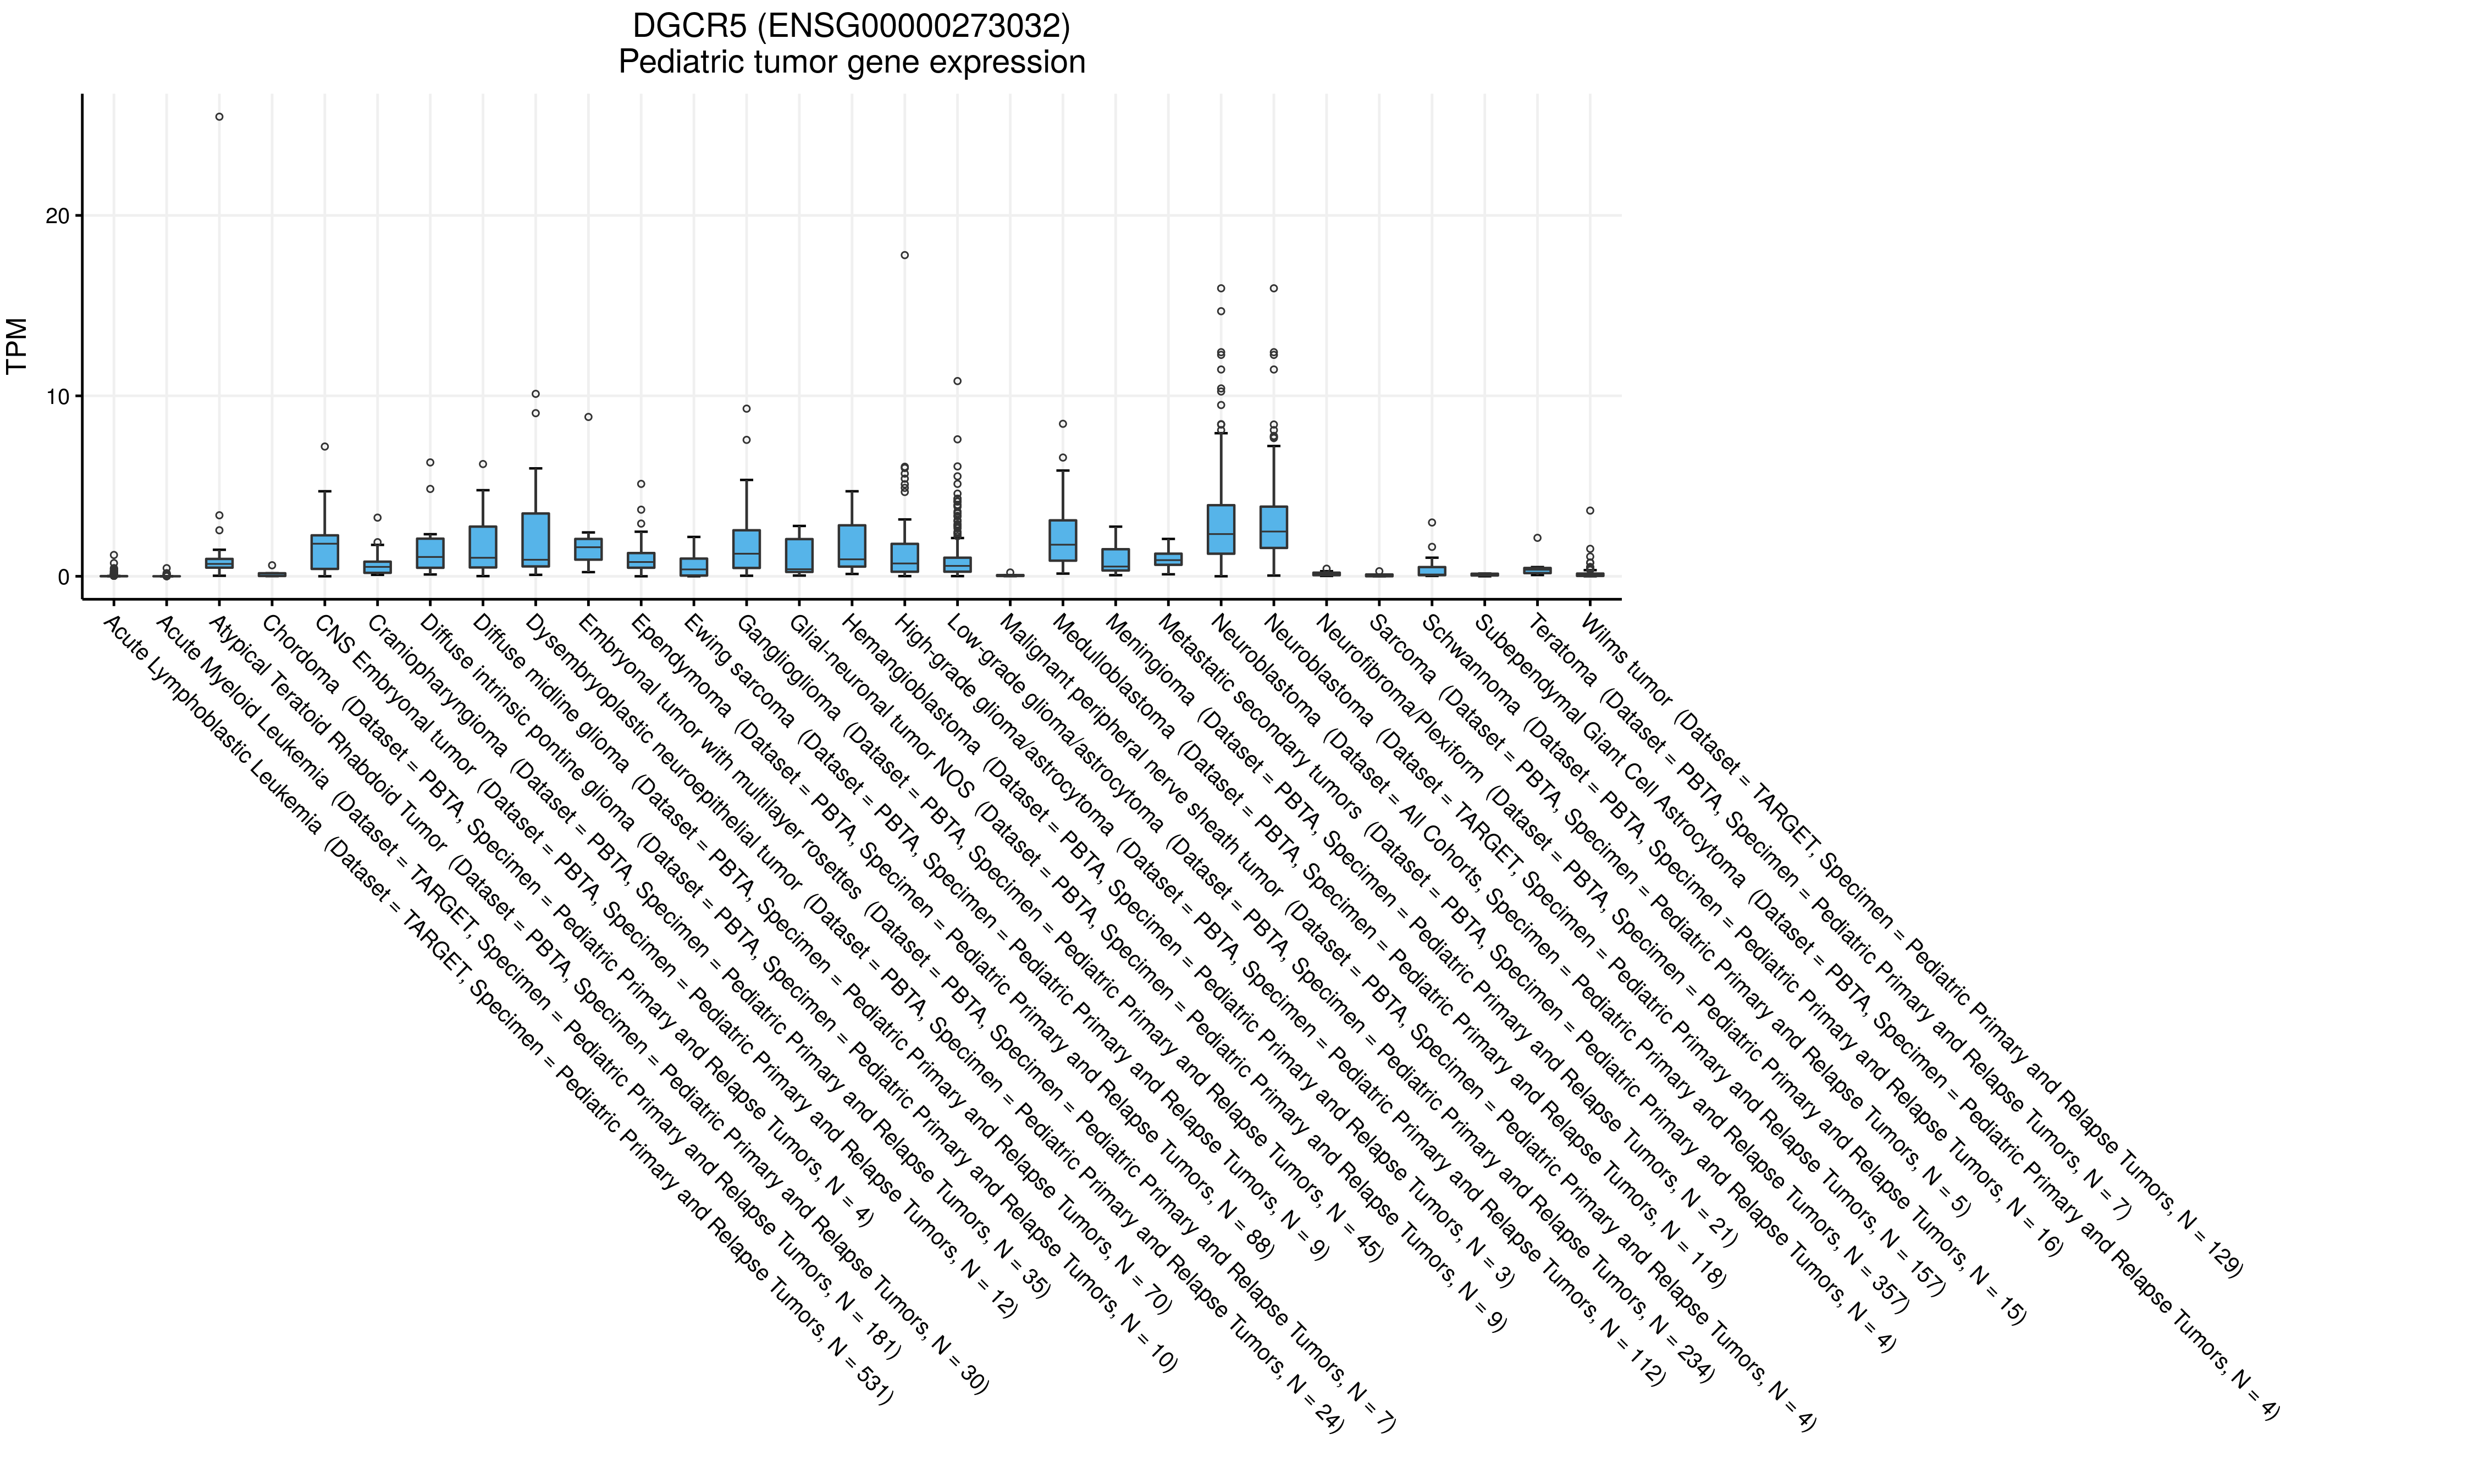 DGCR5 (ENSG00000273032)
Pediatric tumor gene expression
TPM
20
10
0
Acute Lymphoblastic Leukemia (Dataset = TARGET, Specimen = Pediatric Primary and Relapse Tumors, N = 531)
Acute Myeloid Leukemia (Dataset = TARGET, Specimen = Pediatric Primary and Relapse Tumors, N = 181)
Atypical Teratoid Rhabdoid Tumor (Dataset = PBTA, Specimen = Pediatric Primary and Relapse Tumors, N = 30)
Chordoma (Dataset = PBTA, Specimen = Pediatric Primary and Relapse Tumors, N = 4)
CNS Embryonal tumor (Dataset = PBTA, Specimen = Pediatric Primary and Relapse Tumors, N = 12)
Craniopharyngioma (Dataset = PBTA, Specimen = Pediatric Primary and Relapse Tumors, N = 35)
Diffuse intrinsic pontine glioma (Dataset = PBTA, Specimen = Pediatric Primary and Relapse Tumors, N = 10)
Diffuse midline glioma (Dataset = PBTA, Specimen = Pediatric Primary and Relapse Tumors, N = 70)
Dysembryoplastic neuroepithelial tumor (Dataset = PBTA, Specimen = Pediatric Primary and Relapse Tumors, N = 24)
Embryonal tumor with multilayer rosettes (Dataset = PBTA, Specimen = Pediatric Primary and Relapse Tumors, N = 7)
Ependymoma (Dataset = PBTA, Specimen = Pediatric Primary and Relapse Tumors, N = 88)
Ewing sarcoma (Dataset = PBTA, Specimen = Pediatric Primary and Relapse Tumors, N = 9)
Ganglioglioma (Dataset = PBTA, Specimen = Pediatric Primary and Relapse Tumors, N = 45)
Glial-neuronal tumor NOS (Dataset = PBTA, Specimen = Pediatric Primary and Relapse Tumors, N = 9)
Hemangioblastoma (Dataset = PBTA, Specimen = Pediatric Primary and Relapse Tumors, N = 3)
High-grade glioma/astrocytoma (Dataset = PBTA, Specimen = Pediatric Primary and Relapse Tumors, N = 112)
Low-grade glioma/astrocytoma (Dataset = PBTA, Specimen = Pediatric Primary and Relapse Tumors, N = 234)
Malignant peripheral nerve sheath tumor (Dataset = PBTA, Specimen = Pediatric Primary and Relapse Tumors, N = 4)
Medulloblastoma (Dataset = PBTA, Specimen = Pediatric Primary and Relapse Tumors, N = 118)
Meningioma (Dataset = PBTA, Specimen = Pediatric Primary and Relapse Tumors, N = 21)
Metastatic secondary tumors (Dataset = PBTA, Specimen = Pediatric Primary and Relapse Tumors, N = 4)
Neuroblastoma (Dataset = All Cohorts, Specimen = Pediatric Primary and Relapse Tumors, N = 357)
Neuroblastoma (Dataset = TARGET, Specimen = Pediatric Primary and Relapse Tumors, N = 157)
Neurofibroma/Plexiform (Dataset = PBTA, Specimen = Pediatric Primary and Relapse Tumors, N = 15)
Sarcoma (Dataset = PBTA, Specimen = Pediatric Primary and Relapse Tumors, N = 5)
Schwannoma (Dataset = PBTA, Specimen = Pediatric Primary and Relapse Tumors, N = 16)
Subependymal Giant Cell Astrocytoma (Dataset = PBTA, Specimen = Pediatric Primary and Relapse Tumors, N = 4)
Teratoma (Dataset = PBTA, Specimen = Pediatric Primary and Relapse Tumors, N = 7)
Wilms tumor (Dataset = TARGET, Specimen = Pediatric Primary and Relapse Tumors, N = 129)